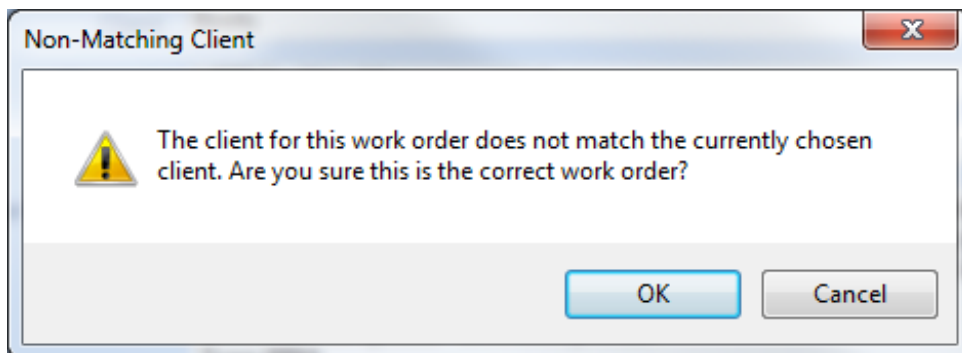 Non-Matching Client
The client for this work order does not match the currently chosen
client. Are you sure this is the correct work order?
OK
Cancel